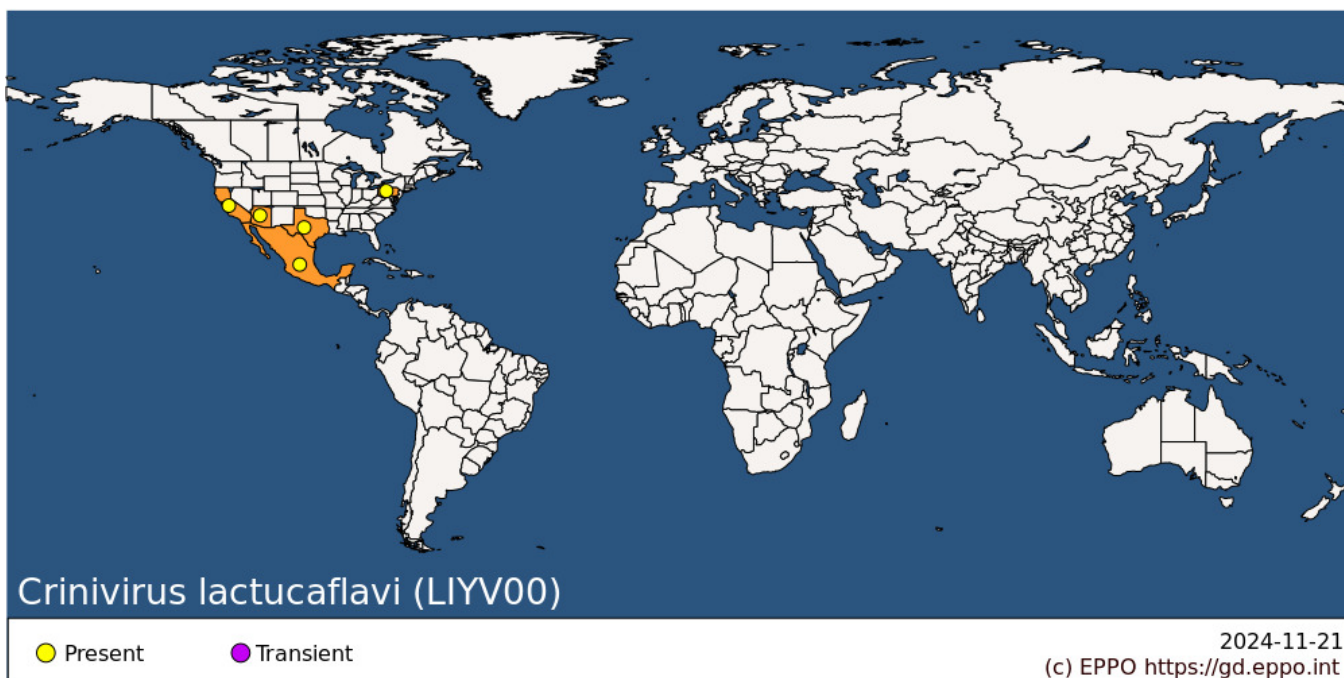 Crinivirus lactucaflavi (LIYV00)
Present
Transient
2024-11-21
(c) EPPO https://gd.eppo.int